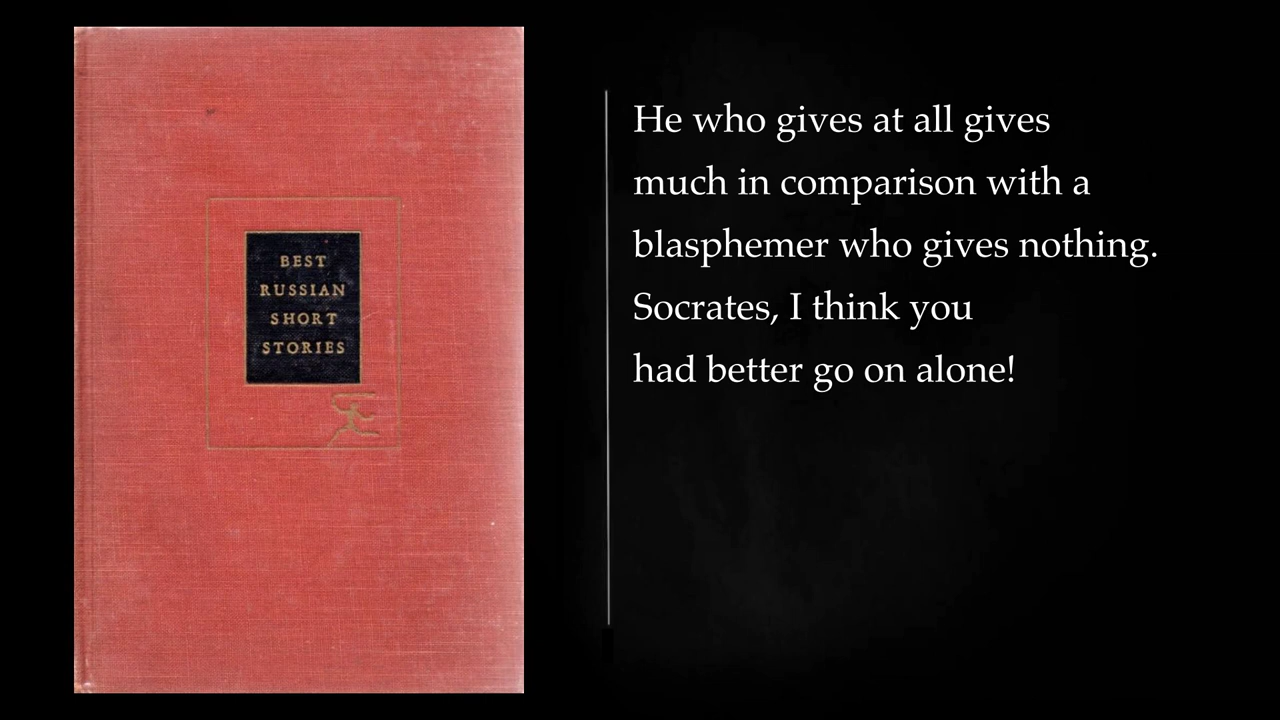 BEST
RUSSIAN
SHORT
STORIES
He who gives at all gives
much in comparison with a
blasphemer who gives nothing.
Socrates, I think you
had better go on alone!